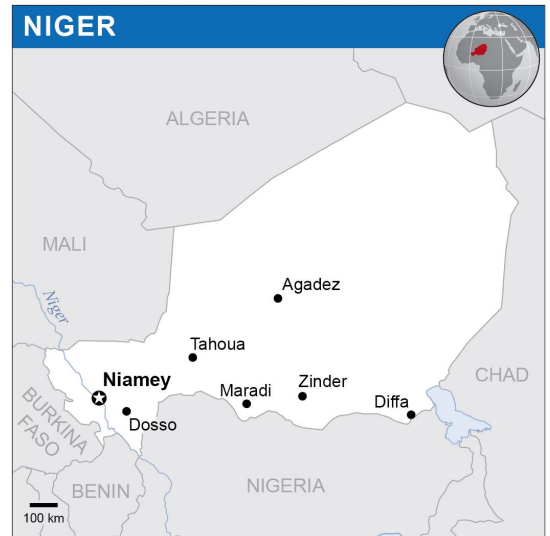 NIGER
ALGERIA
MALI
Niger
Agadez
Tahoua
Niamey
Zinder
Maradi
Diffa
CHAD
Dosso
BURKINA
FASO
BENIN
NIGERIA
100 km